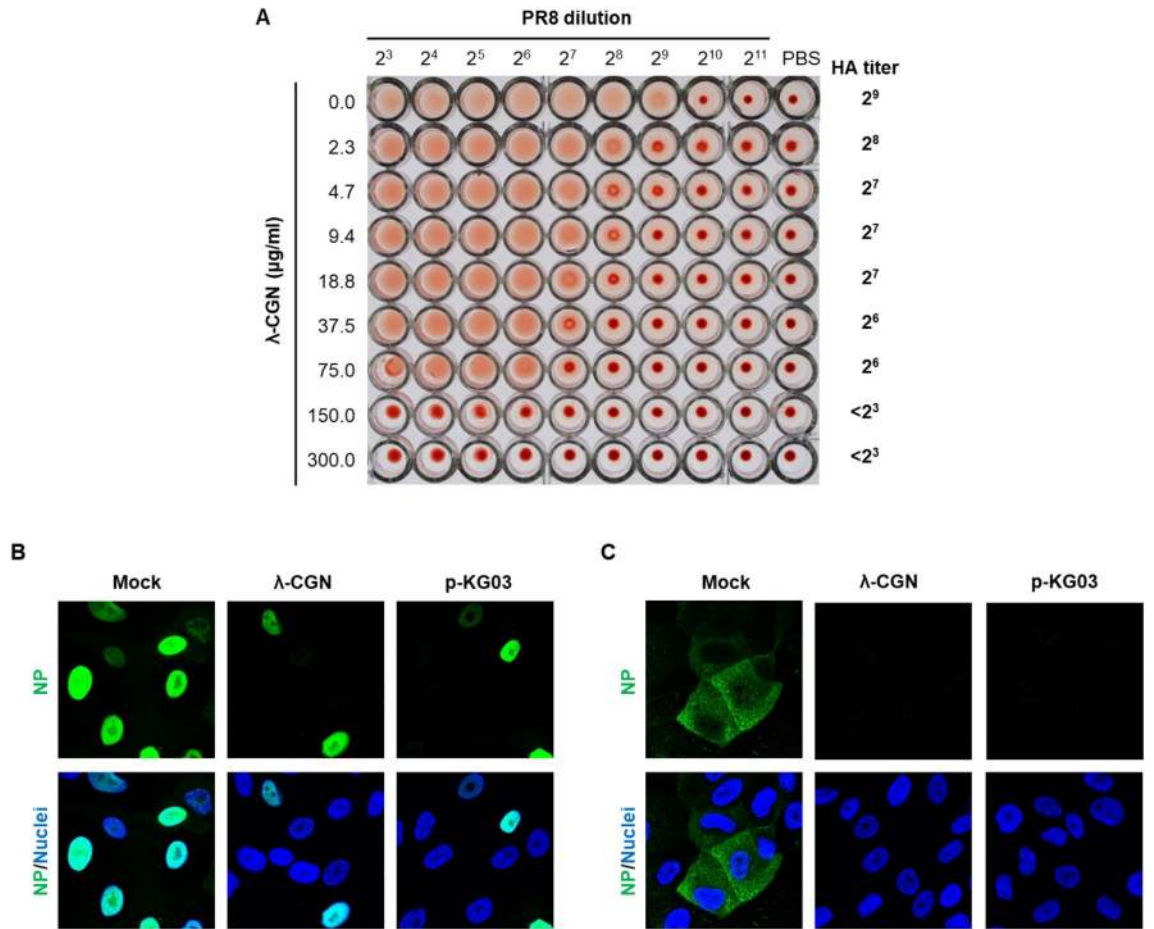 A
PR8 dilution
2³ 2⁴ 2⁵ 2⁶ 2⁷ 2⁸ 2⁹ 2¹⁰ 2¹¹ PBS HA titer
λ-CGN (μg/ml)
0.0 2⁹
2.3 2⁸
4.7 2⁷
9.4 2⁷
18.8 2⁷
37.5 2⁶
75.0 2⁶
150.0 <2³
300.0 <2³
B
Mock λ-CGN p-KG03
NP
NP/Nuclei
C
Mock λ-CGN p-KG03
NP
NP/Nuclei